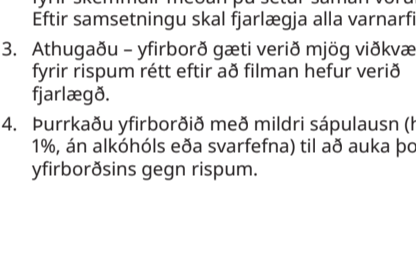 Eftir samsetningu skal fjarlægja alla
3. Athugaðu – yfirborð gæti verið mjög
fyrir rispum rétt eftir að filman hefur verið
fjarlægð.
4. Þurrkaðu yfirborðið með mildri sápulausn
1%, án alkóhóls eða svarfefna) til að auka
yfirborðsins gegn rispum.